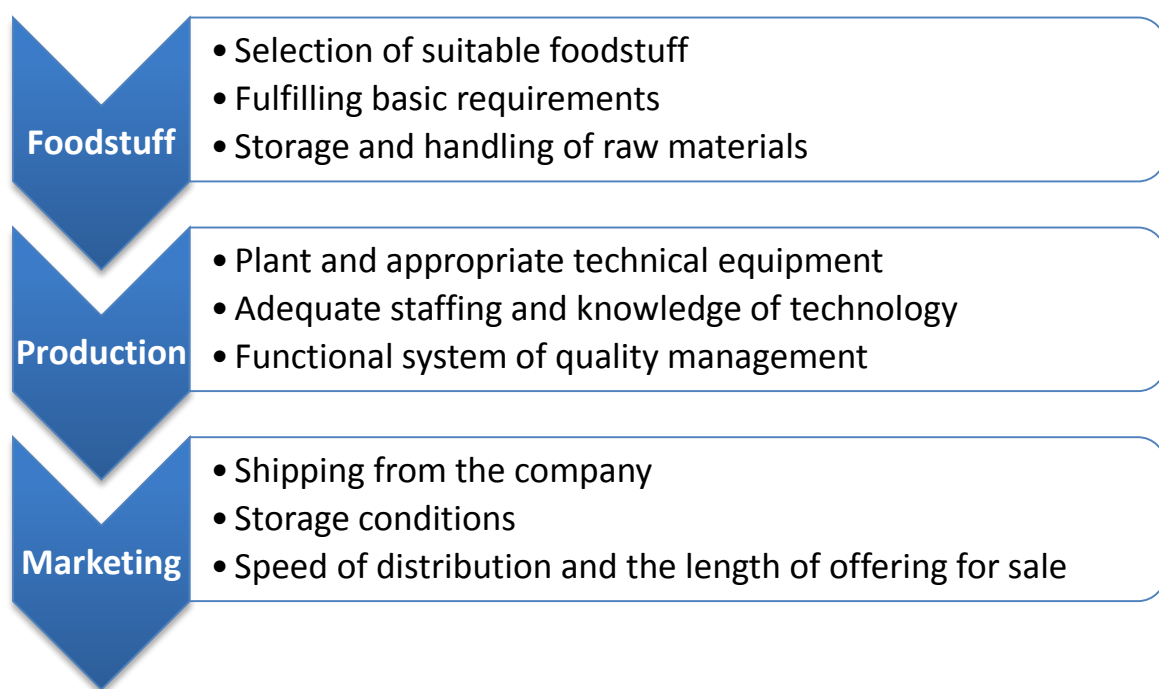 Foodstuff
• Selection of suitable foodstuff
• Fulfilling basic requirements
• Storage and handling of raw materials
Production
• Plant and appropriate technical equipment
• Adequate staffing and knowledge of technology
• Functional system of quality management
Marketing
• Shipping from the company
• Storage conditions
• Speed of distribution and the length of offering for sale